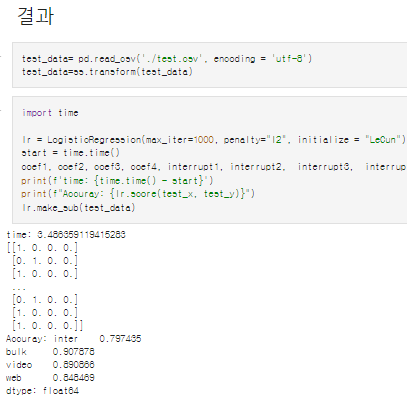 결과
test_data= pd.read_csv('./test.csv', encoding = 'utf-8')
test_data=ss.transform(test_data)
import time
lr = LogisticRegression(max_iter=1000, penalty="l2", initialize = "LeCun")
start = time.time()
coef1, coef2, coef3, coef4, interrupt1, interrupt2,  interrupt3,  interrup
print(f'time: {time.time() - start}')
print(f"Acouray: {lr.score(test_x, test_y)}")
lr.make_sub(test_data)
time: 3.486359119415283
[[1. 0. 0. 0.]
 [0. 1. 0. 0.]
 [1. 0. 0. 0.]
 ...
 [0. 1. 0. 0.]
 [1. 0. 0. 0.]
 [1. 0. 0. 0.]]
Acouray: inter    0.797465
bulk     0.907878
video    0.890866
web      0.848469
dtype: float64